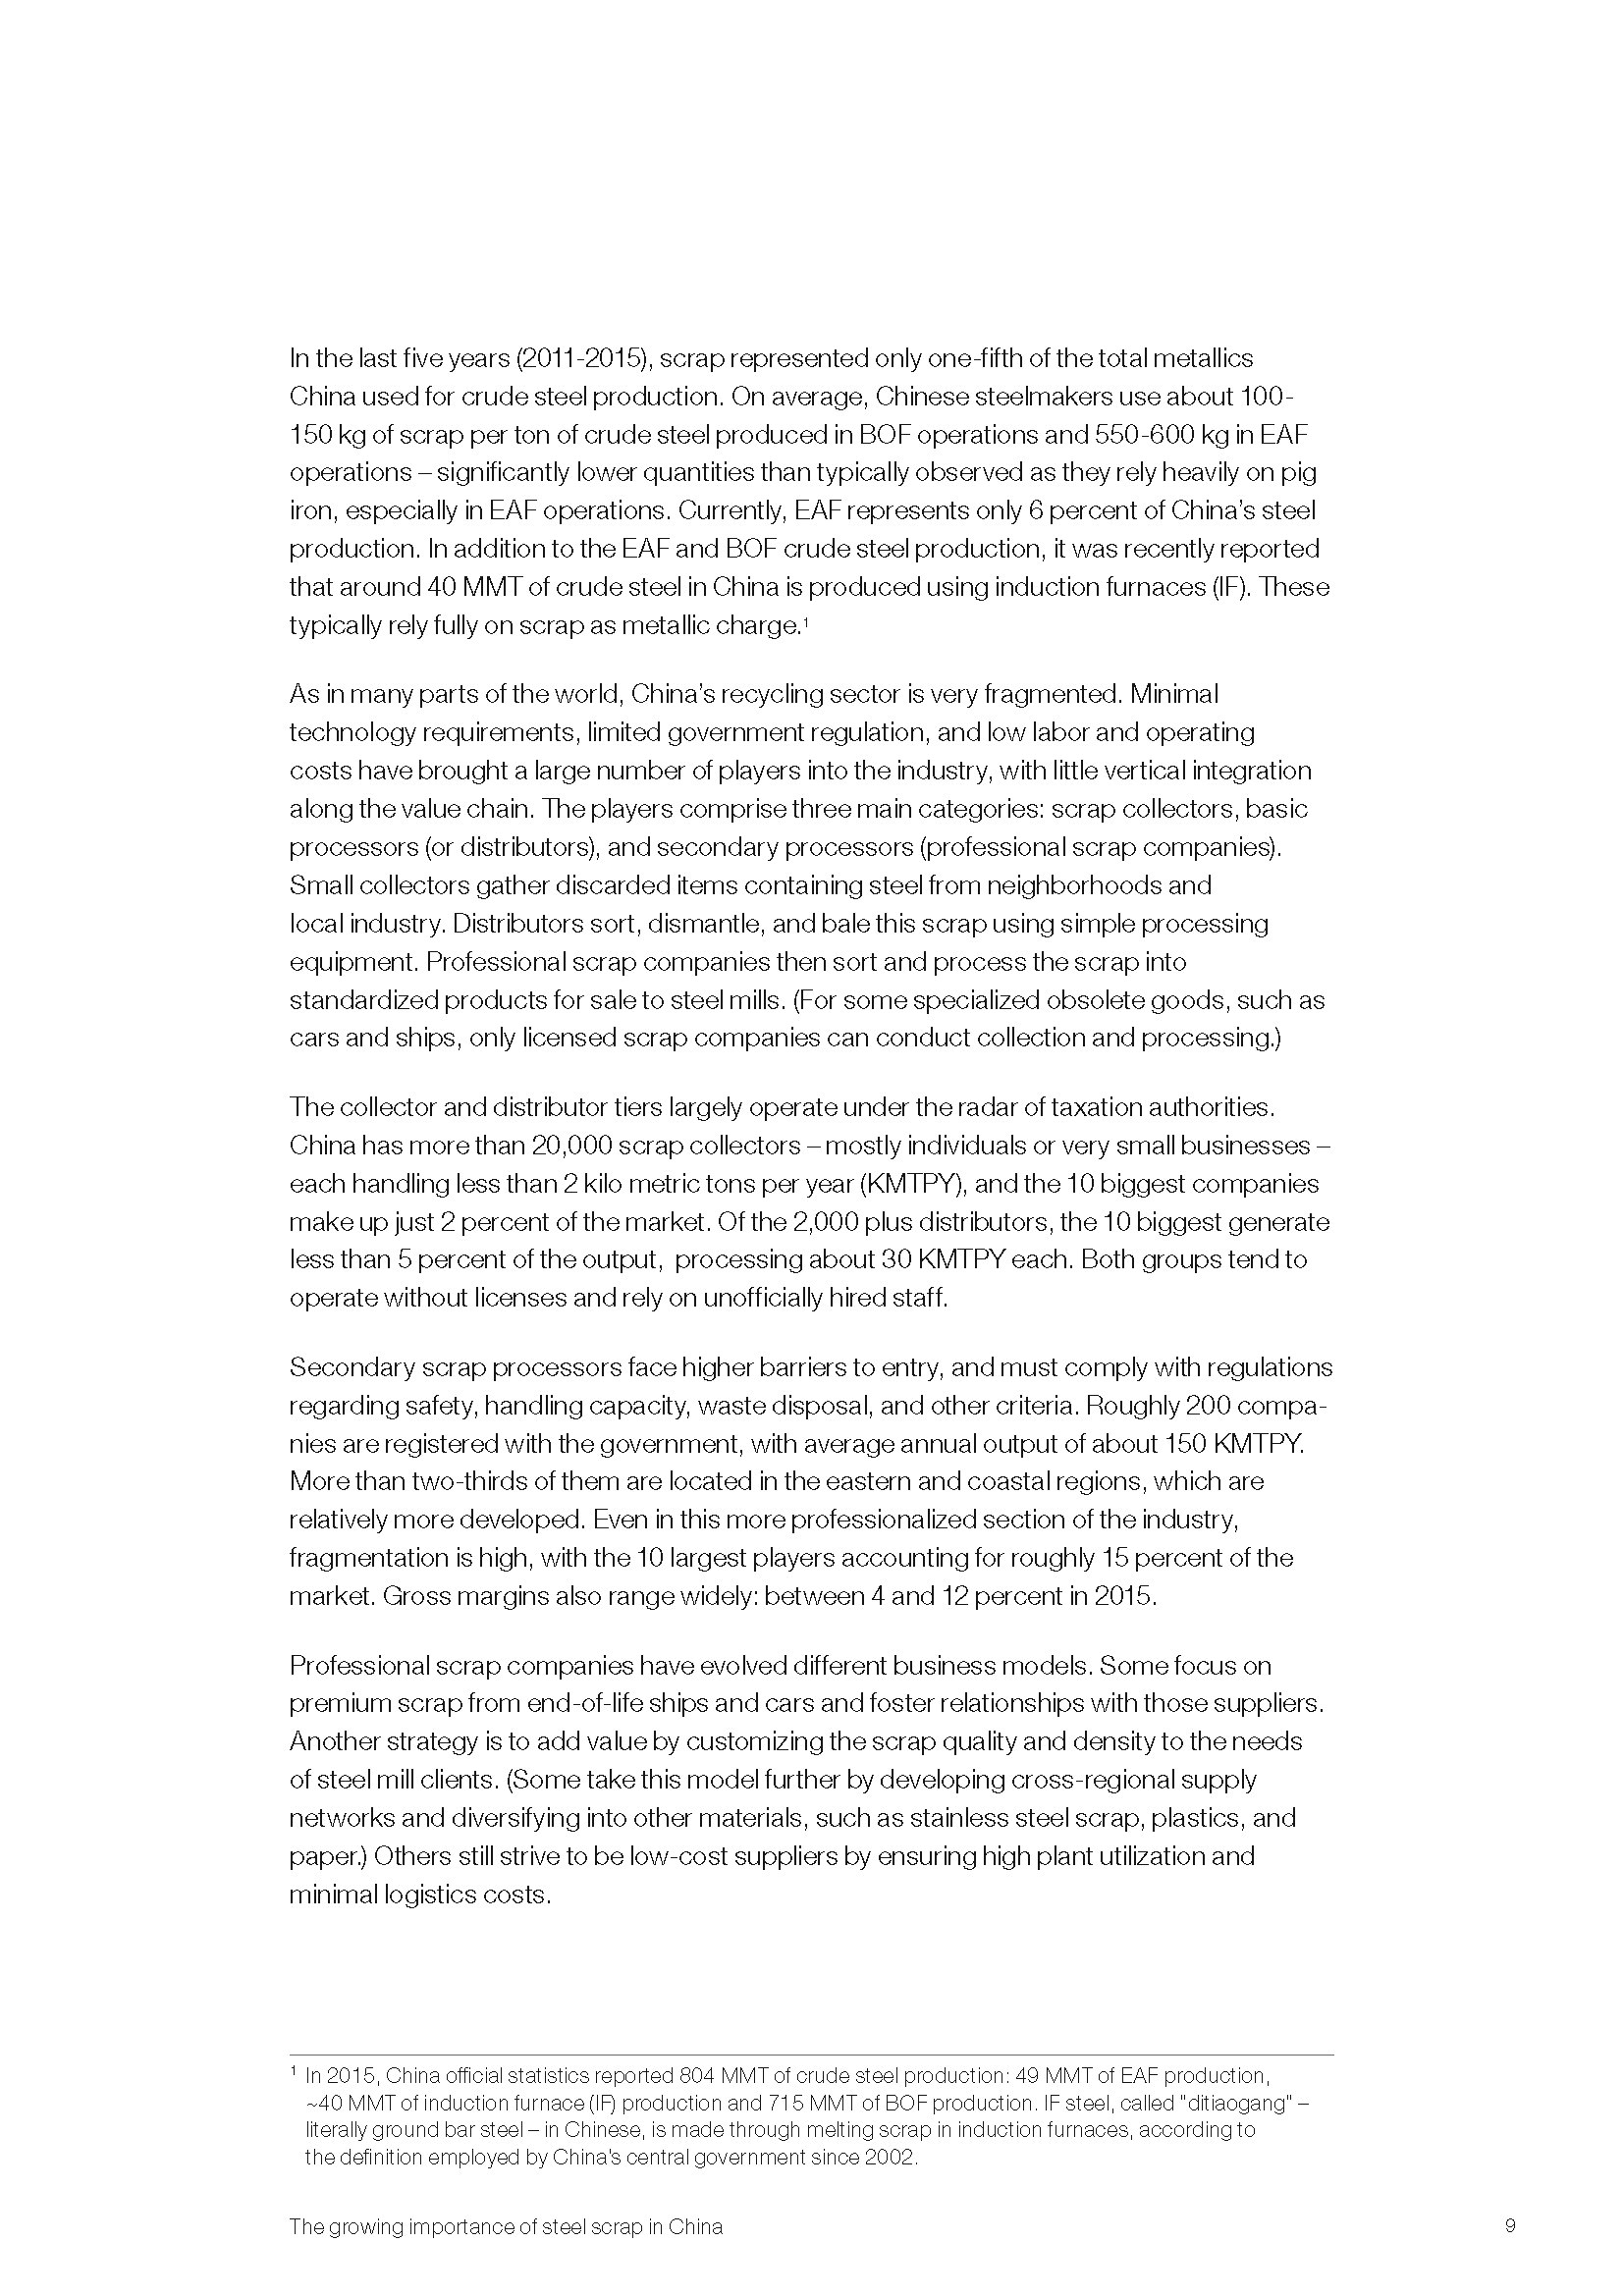 In the last five years (2011-2015), scrap represented only one-fifth of the total metallics
China used for crude steel production. On average, Chinese steelmakers use about 100-
150 kg of scrap per ton of crude steel produced in BOF operations and 550-600 kg in EAF
operations – significantly lower quantities than typically observed as they rely heavily on pig
iron, especially in EAF operations. Currently, EAF represents only 6 percent of China’s steel
production. In addition to the EAF and BOF crude steel production, it was recently reported
that around 40 MMT of crude steel in China is produced using induction furnaces (IF). These
typically rely fully on scrap as metallic charge.¹
As in many parts of the world, China’s recycling sector is very fragmented. Minimal
technology requirements, limited government regulation, and low labor and operating
costs have brought a large number of players into the industry, with little vertical integration
along the value chain. The players comprise three main categories: scrap collectors, basic
processors (or distributors), and secondary processors (professional scrap companies).
Small collectors gather discarded items containing steel from neighborhoods and
local industry. Distributors sort, dismantle, and bale this scrap using simple processing
equipment. Professional scrap companies then sort and process the scrap into
standardized products for sale to steel mills. (For some specialized obsolete goods, such as
cars and ships, only licensed scrap companies can conduct collection and processing.)
The collector and distributor tiers largely operate under the radar of taxation authorities.
China has more than 20,000 scrap collectors – mostly individuals or very small businesses –
each handling less than 2 kilo metric tons per year (KMTPY), and the 10 biggest companies
make up just 2 percent of the market. Of the 2,000 plus distributors, the 10 biggest generate
less than 5 percent of the output,  processing about 30 KMTPY each. Both groups tend to
operate without licenses and rely on unofficially hired staff.
Secondary scrap processors face higher barriers to entry, and must comply with regulations
regarding safety, handling capacity, waste disposal, and other criteria. Roughly 200 compa-
nies are registered with the government, with average annual output of about 150 KMTPY.
More than two-thirds of them are located in the eastern and coastal regions, which are
relatively more developed. Even in this more professionalized section of the industry,
fragmentation is high, with the 10 largest players accounting for roughly 15 percent of the
market. Gross margins also range widely: between 4 and 12 percent in 2015.
Professional scrap companies have evolved different business models. Some focus on
premium scrap from end-of-life ships and cars and foster relationships with those suppliers.
Another strategy is to add value by customizing the scrap quality and density to the needs
of steel mill clients. (Some take this model further by developing cross-regional supply
networks and diversifying into other materials, such as stainless steel scrap, plastics, and
paper.) Others still strive to be low-cost suppliers by ensuring high plant utilization and
minimal logistics costs.
¹ In 2015, China official statistics reported 804 MMT of crude steel production: 49 MMT of EAF production,
~40 MMT of induction furnace (IF) production and 715 MMT of BOF production. IF steel, called "ditiaogang" –
literally ground bar steel – in Chinese, is made through melting scrap in induction furnaces, according to
the definition employed by China's central government since 2002.
The growing importance of steel scrap in China
9